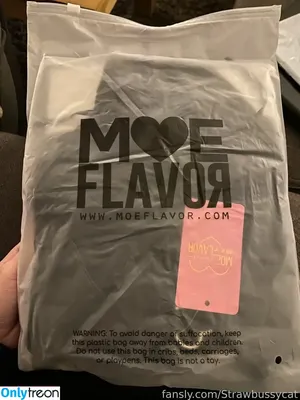 MOE
FLAVOR
WWW.MOEFLAVOR.COM
MOE
FLAVOR
WARNING: To avoid danger of suffocation, keep
this plastic bag away from babies and children.
Do not use this bag in cribs, beds, carriages,
or playpens. This bag is not a toy.
Onlytreon
fansly.com/Strawbussycat